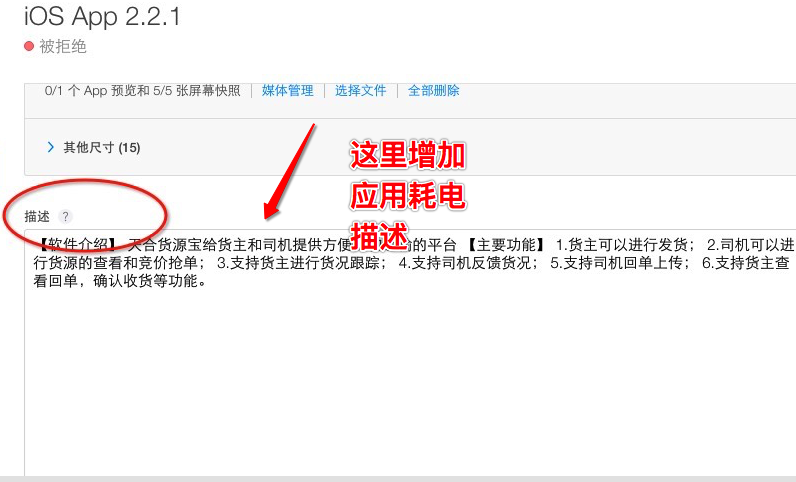 iOS App 2.2.1
被拒绝
0/1 个 App 预览和 5/5 张屏幕快照 媒体管理 选择文件 全部删除
其他尺寸 (15)
这里增加
应用耗电
描述
描述 ?
【软件介绍】 天合货源宝给货主和司机提供方便 的平台 【主要功能】 1.货主可以进行发货； 2.司机可以进
行货源的查看和竞价抢单； 3.支持货主进行货况跟踪； 4.支持司机反馈货况； 5.支持司机回单上传； 6.支持货主查
看回单，确认收货等功能。